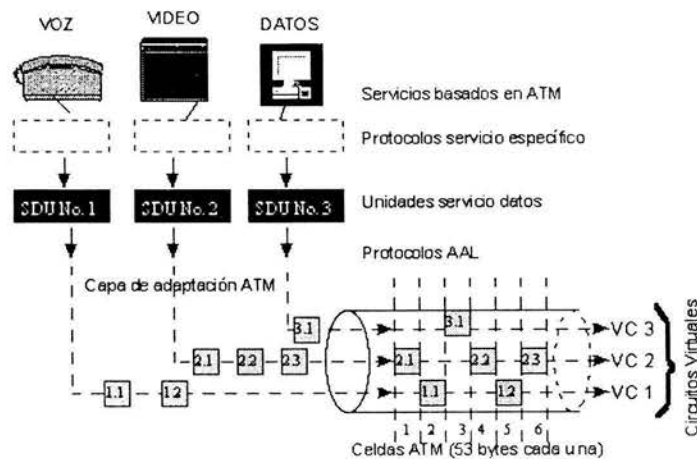 VOZ
VIDEO
DATOS
Servicios basados en ATM
Protocolos servicio específico
SDU No. 1
SDU No. 2
SDU No. 3
Unidades servicio datos
Protocolos AAL
Capa de adaptación ATM
3.1
3.1
VC 3
2.1
2.2
2.3
2.1
2.2
2.3
VC 2
1.1
1.2
1.1
1.2
VC 1
Circuitos Virtuales
1 2 3 4 5 6
Celdas ATM (53 bytes cada una)